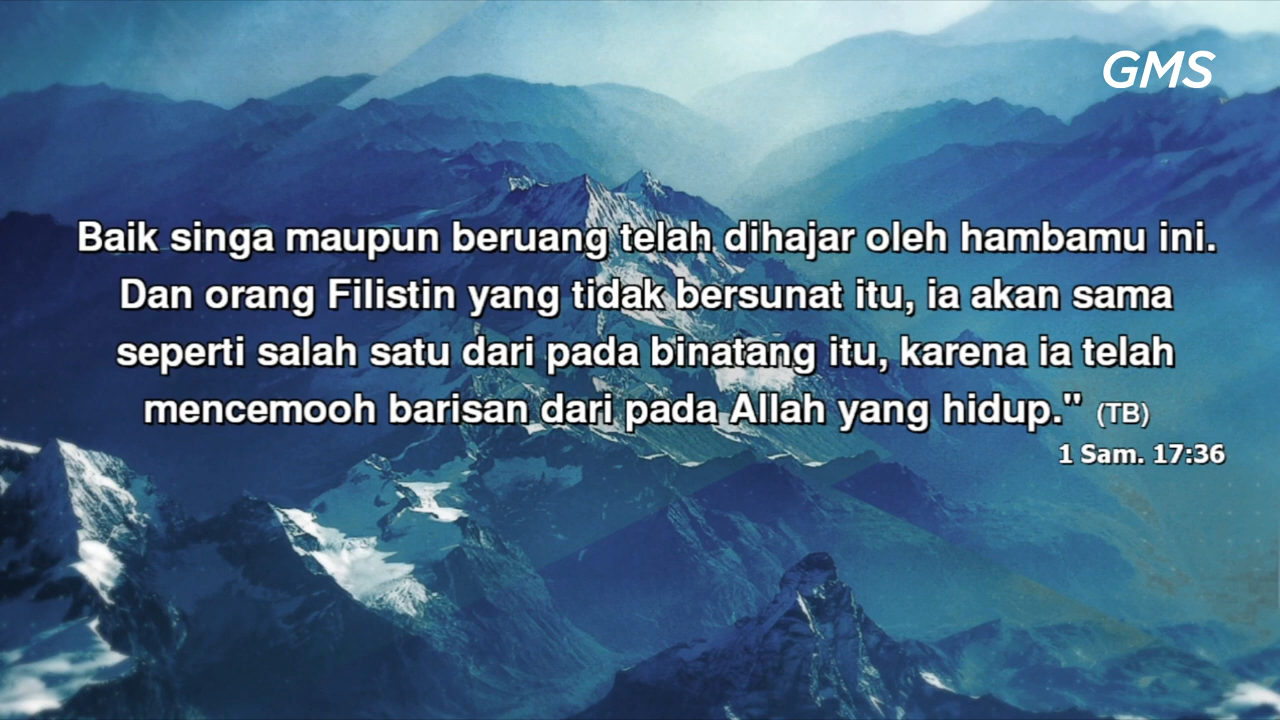 GMS
Baik singa maupun beruang telah dihajar oleh hambamu ini.
Dan orang Filistin yang tidak bersunat itu, ia akan sama
seperti salah satu dari pada binatang itu, karena ia telah
mencemooh barisan dari pada Allah yang hidup." (TB)
1 Sam. 17:36